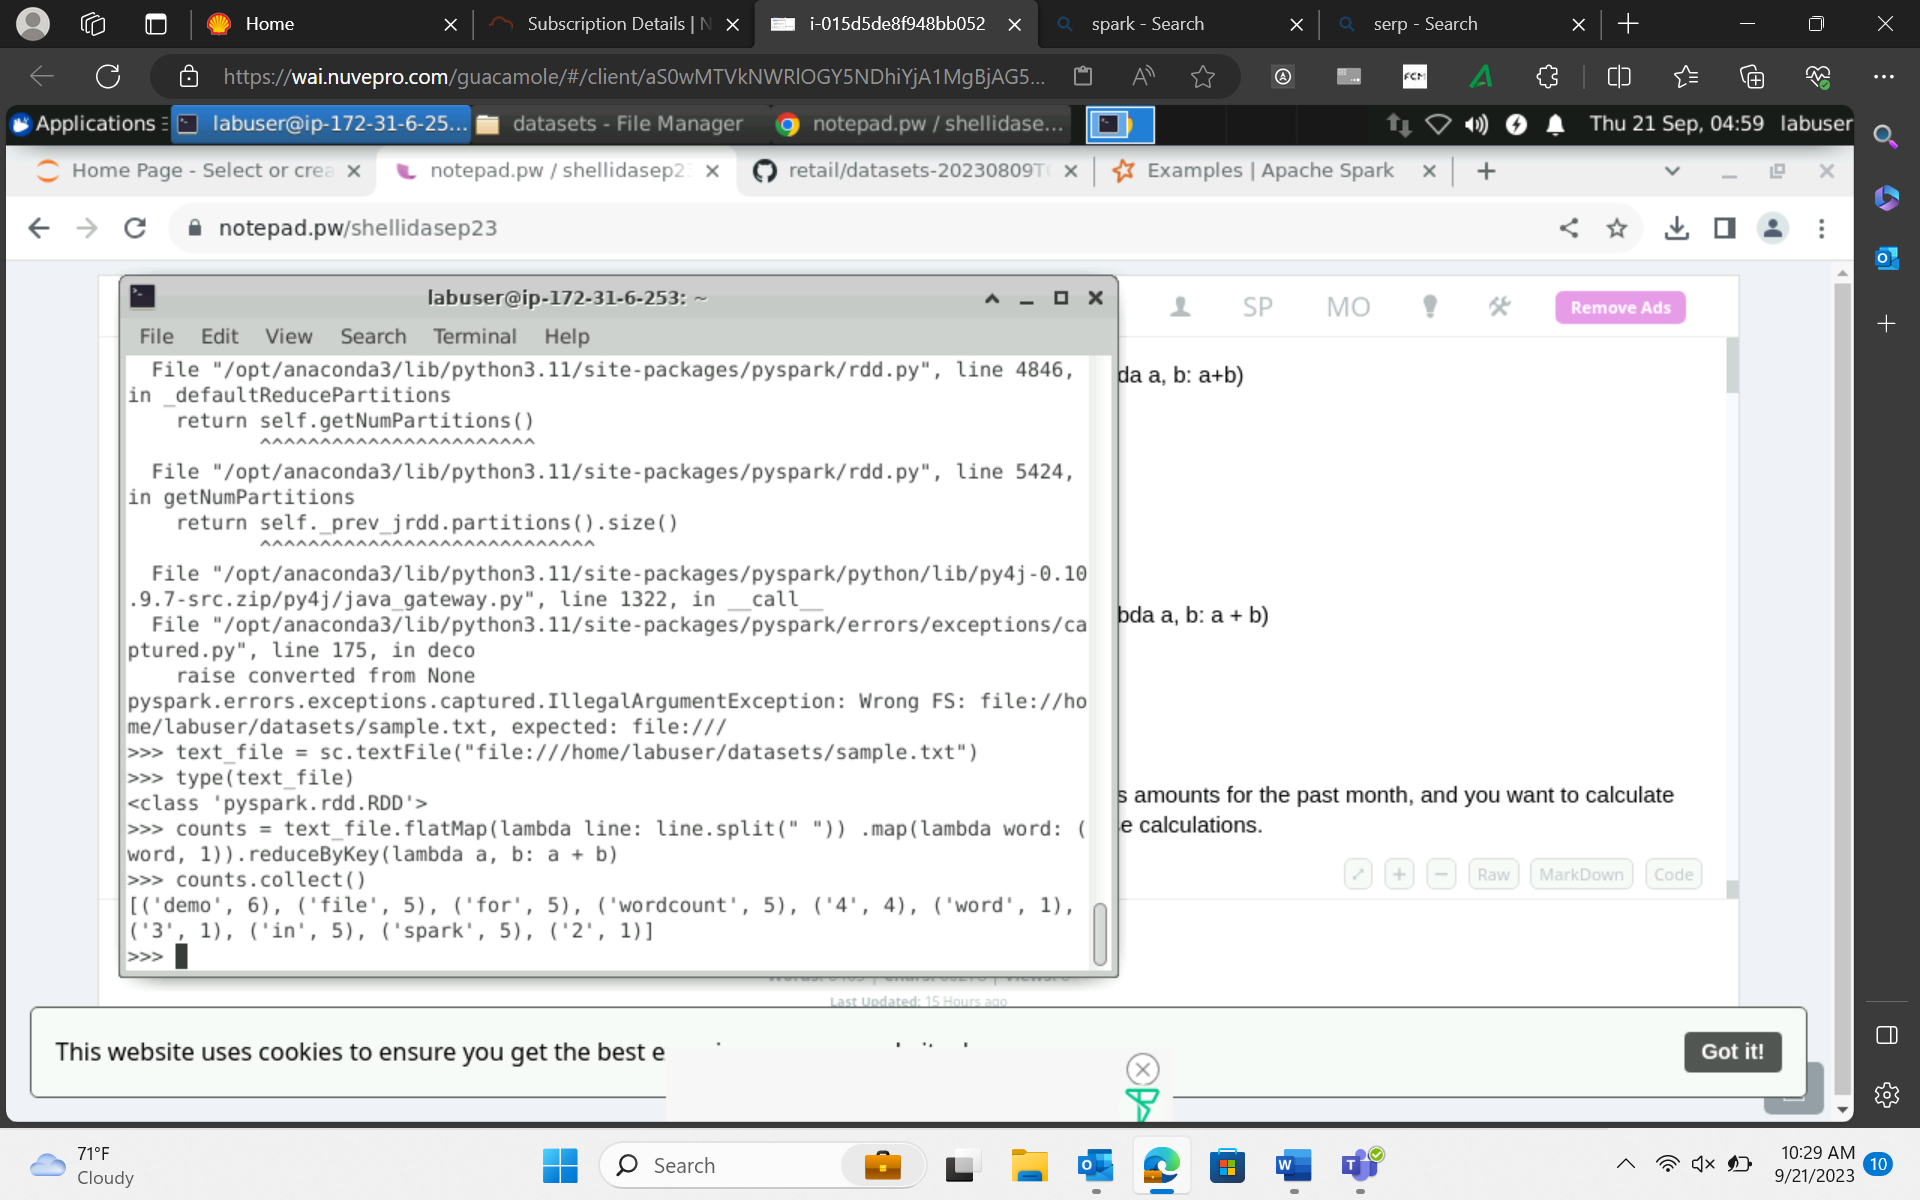 Home
Subscription Details | N
i-015d5de8f948bb052
spark - Search
serp - Search
https://wai.nuvepro.com/guacamole/#/client/aS0wMTVkNWRlOGY5NDhiYjA1MgBjAG5...
Applications
labuser@ip-172-31-6-25...
datasets - File Manager
notepad.pw / shellidase...
Thu 21 Sep, 04:59
labuser
Home Page - Select or crea
notepad.pw / shellidasep23
retail/datasets-20230809T
Examples | Apache Spark
notepad.pw/shellidasep23
labuser@ip-172-31-6-253: ~
SP
MO
Remove Ads
File Edit View Search Terminal Help
File "/opt/anaconda3/lib/python3.11/site-packages/pyspark/rdd.py", line 4846,
in _defaultReducePartitions
return self.getNumPartitions()
^^^^^^^^^^^^^^^^^^^^^^^
File "/opt/anaconda3/lib/python3.11/site-packages/pyspark/rdd.py", line 5424,
in getNumPartitions
return self._prev_jrdd.partitions().size()
^^^^^^^^^^^^^^^^^^^^^^^^^^^^
File "/opt/anaconda3/lib/python3.11/site-packages/pyspark/python/lib/py4j-0.10
.9.7-src.zip/py4j/java_gateway.py", line 1322, in __call__
File "/opt/anaconda3/lib/python3.11/site-packages/pyspark/errors/exceptions/ca
ptured.py", line 175, in deco
raise converted from None
pyspark.errors.exceptions.captured.IllegalArgumentException: Wrong FS: file://ho
me/labuser/datasets/sample.txt, expected: file:///
>>> text_file = sc.textFile("file:///home/labuser/datasets/sample.txt")
>>> type(text_file)
<class 'pyspark.rdd.RDD'>
>>> counts = text_file.flatMap(lambda line: line.split(" ")) .map(lambda word: (
word, 1)).reduceByKey(lambda a, b: a + b)
>>> counts.collect()
[('demo', 6), ('file', 5), ('for', 5), ('wordcount', 5), ('4', 4), ('word', 1),
('3', 1), ('in', 5), ('spark', 5), ('2', 1)]
>>>
da a, b: a+b)
bda a, b: a + b)
s amounts for the past month, and you want to calculate
e calculations.
Raw
MarkDown
Code
Last Updated: 15 Hours ago
This website uses cookies to ensure you get the best e
Got it!
71°F
Cloudy
Search
10:29 AM
9/21/2023
10